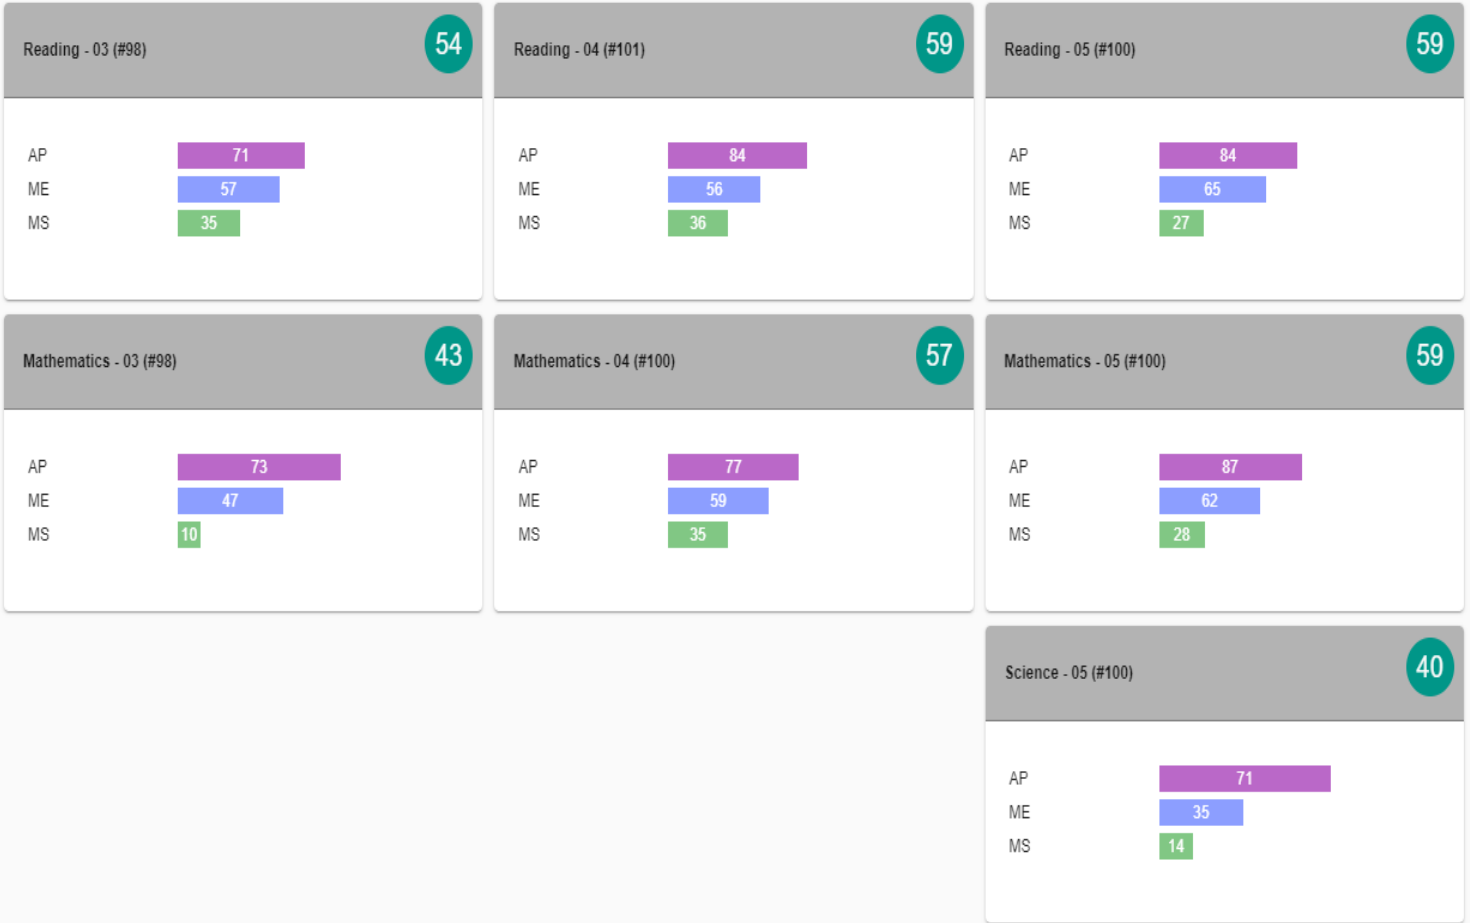 Reading - 03 (#98) 54
AP 71
ME 57
MS 35
Reading - 04 (#101) 59
AP 84
ME 56
MS 36
Reading - 05 (#100) 59
AP 84
ME 65
MS 27
Mathematics - 03 (#98) 43
AP 73
ME 47
MS 10
Mathematics - 04 (#100) 57
AP 77
ME 59
MS 35
Mathematics - 05 (#100) 59
AP 87
ME 62
MS 28
Science - 05 (#100) 40
AP 71
ME 35
MS 14